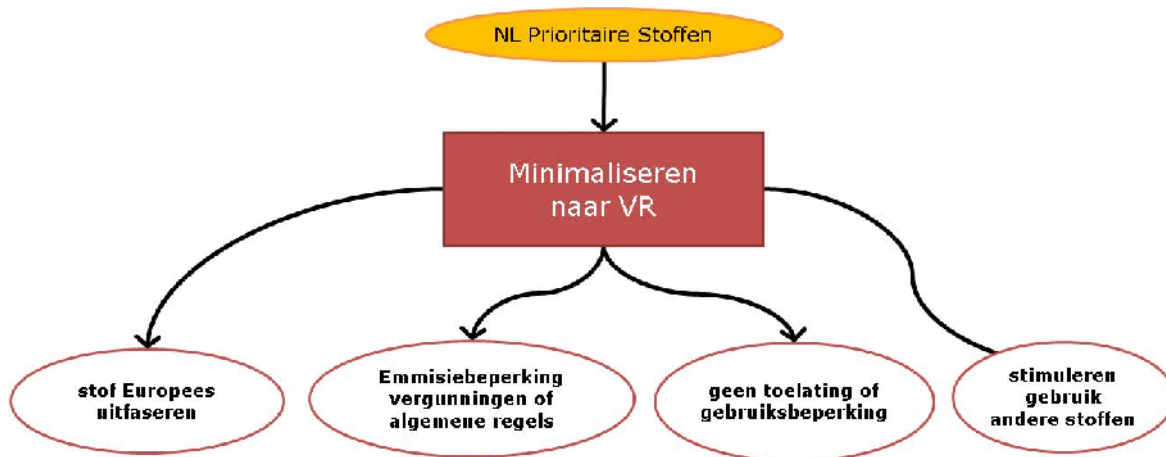 NL Prioritaire Stoffen
Minimaliseren
naar VR
stof Europees
uitfaseren
Emmisiebeperking
vergunningen of
algemene regels
geen toelating of
gebruiksbeperking
stimuleren
gebruik
andere stoffen